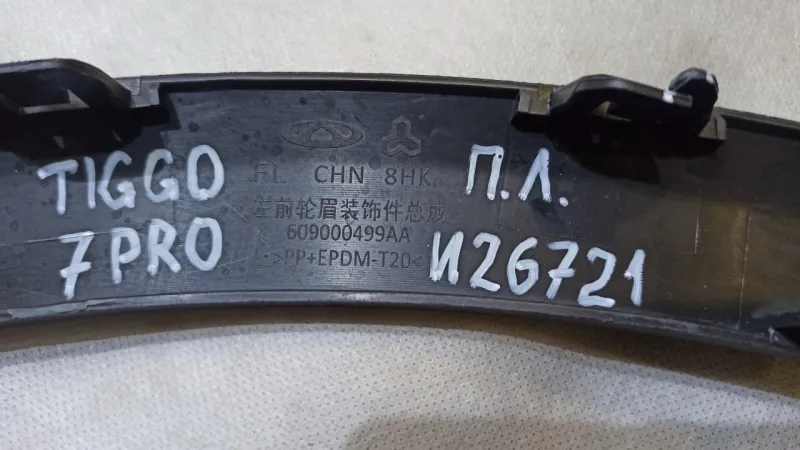 TIGGO
7PRO
FL CHN 8HK
左前轮眉装饰件总成
609000499AA
>PP+EPDM-T20<
П.Л.
И26721